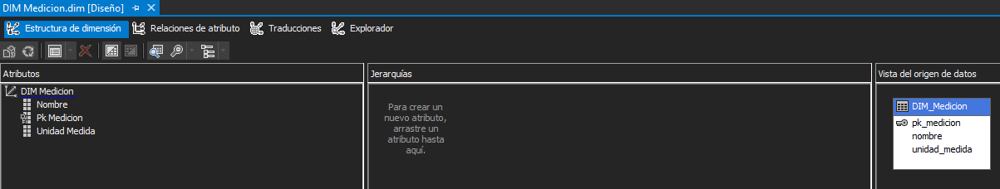 DIM Medicion.dim [Diseño]
Estructura de dimensión
Relaciones de atributo
Traducciones
Explorador
Atributos
DIM Medicion
Nombre
Pk Medicion
Unidad Medida
Jerarquías
Para crear un
nuevo atributo,
arrastre un
atributo hasta
aquí.
Vista del origen de datos
DIM_Medicion
pk_medicion
nombre
unidad_medida